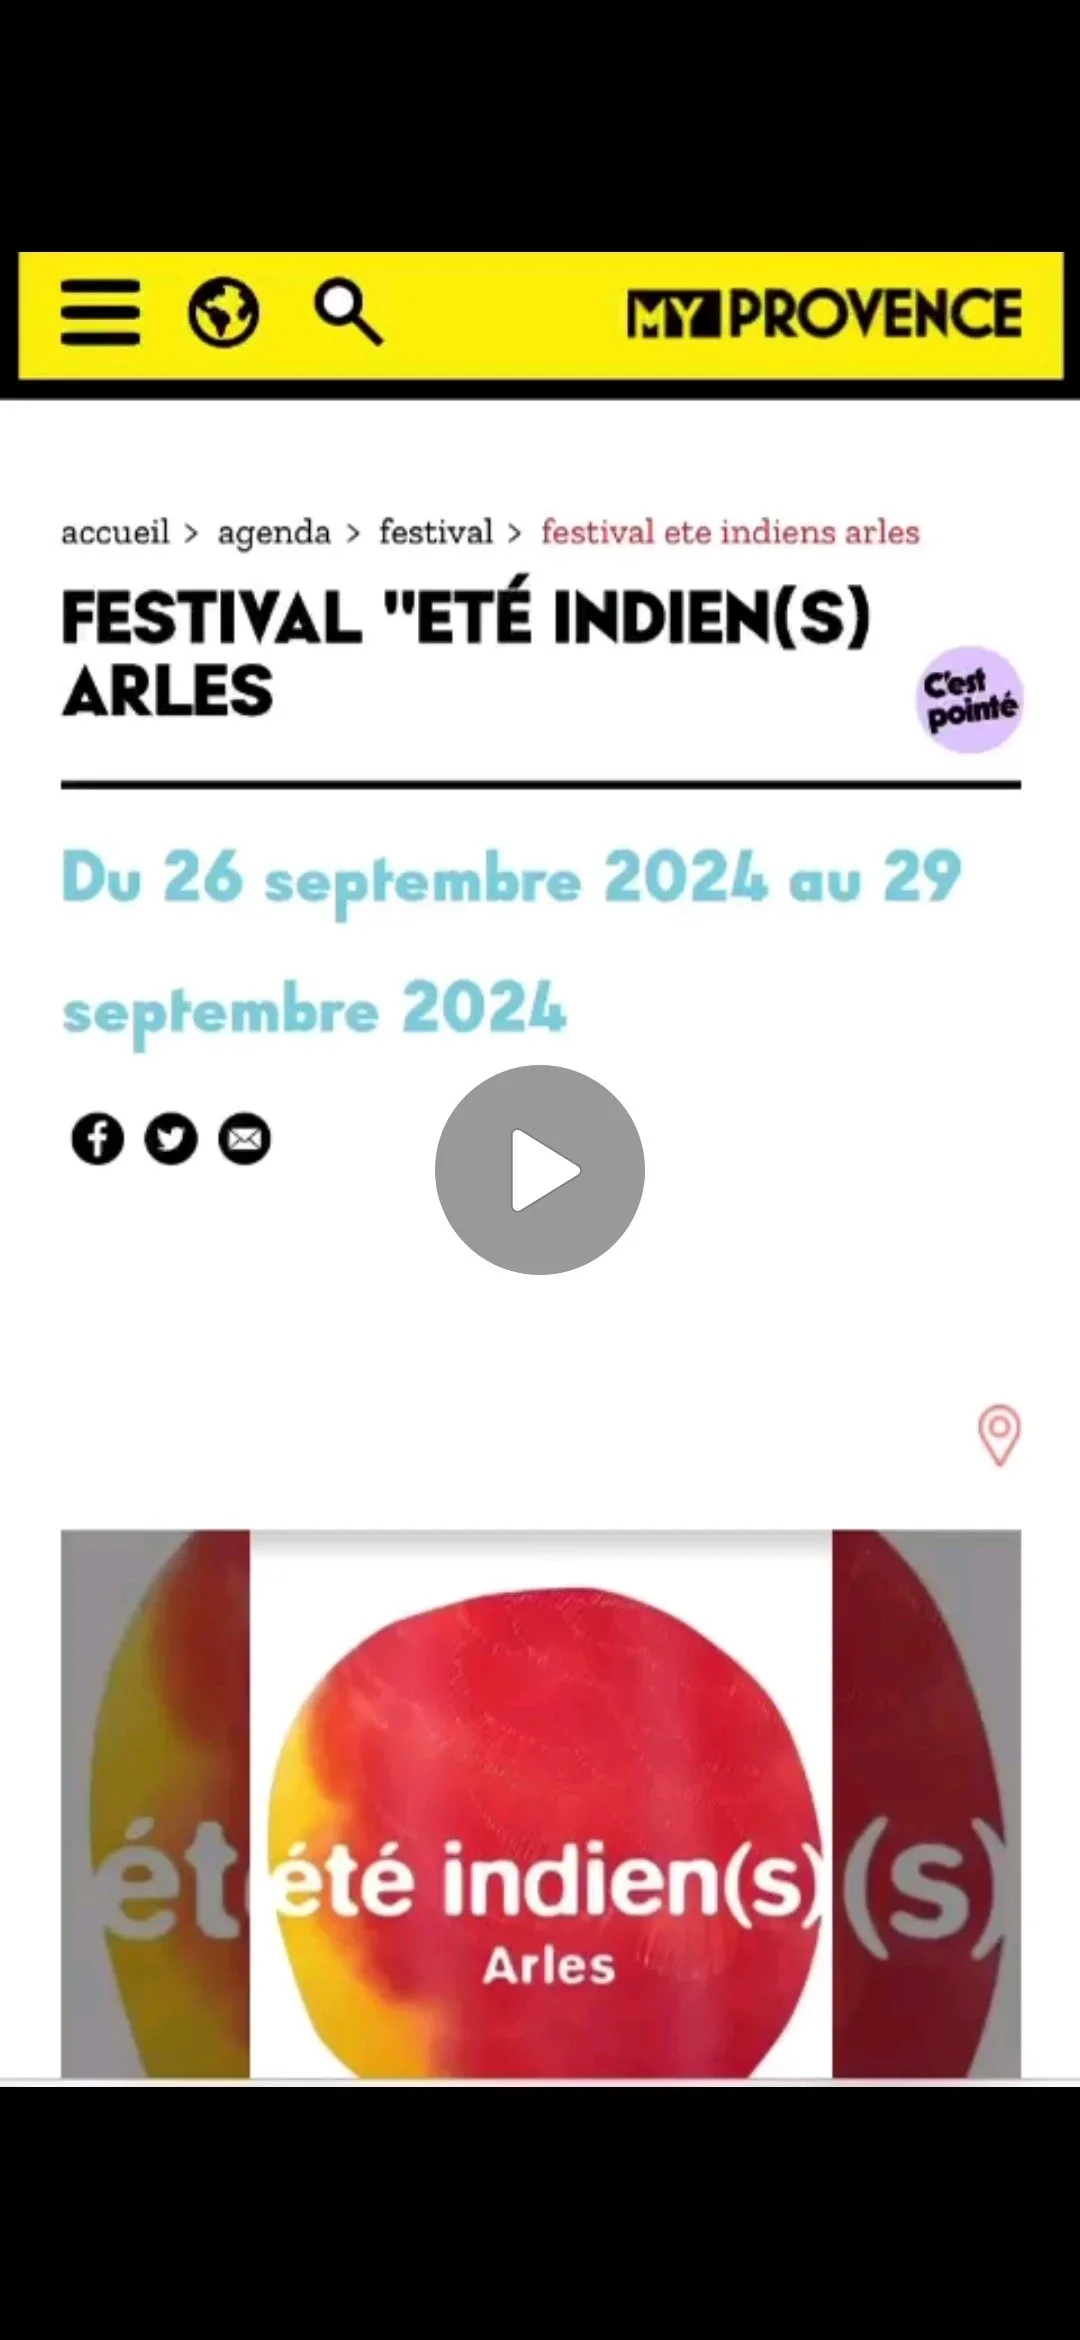 MY PROVENCE
accueil > agenda > festival > festival ete indiens arles
FESTIVAL "ETÉ INDIEN(S)
ARLES
C'est
pointé
Du 26 septembre 2024 au 29
septembre 2024
ét été indien(s) (s)
Arles